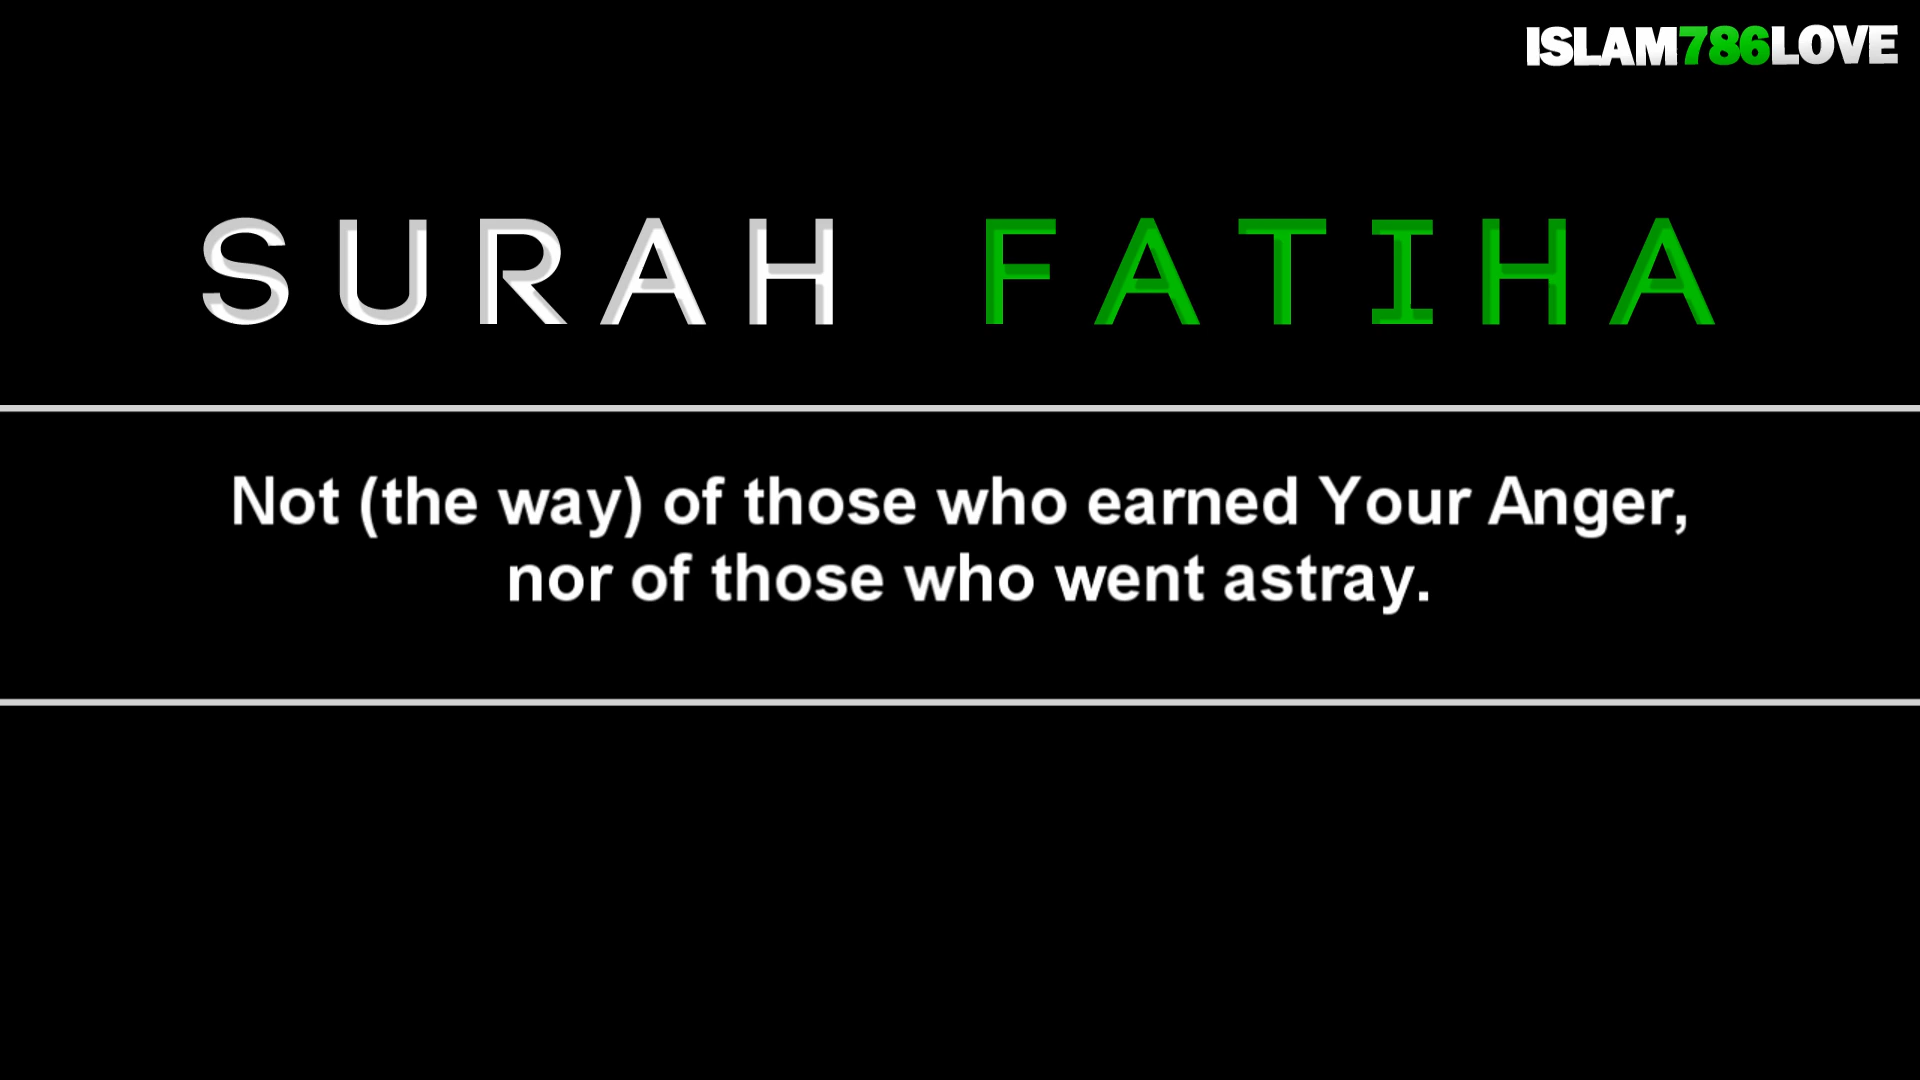 ISLAM786LOVE
SURAH FATIHA
Not (the way) of those who earned Your Anger,
nor of those who went astray.